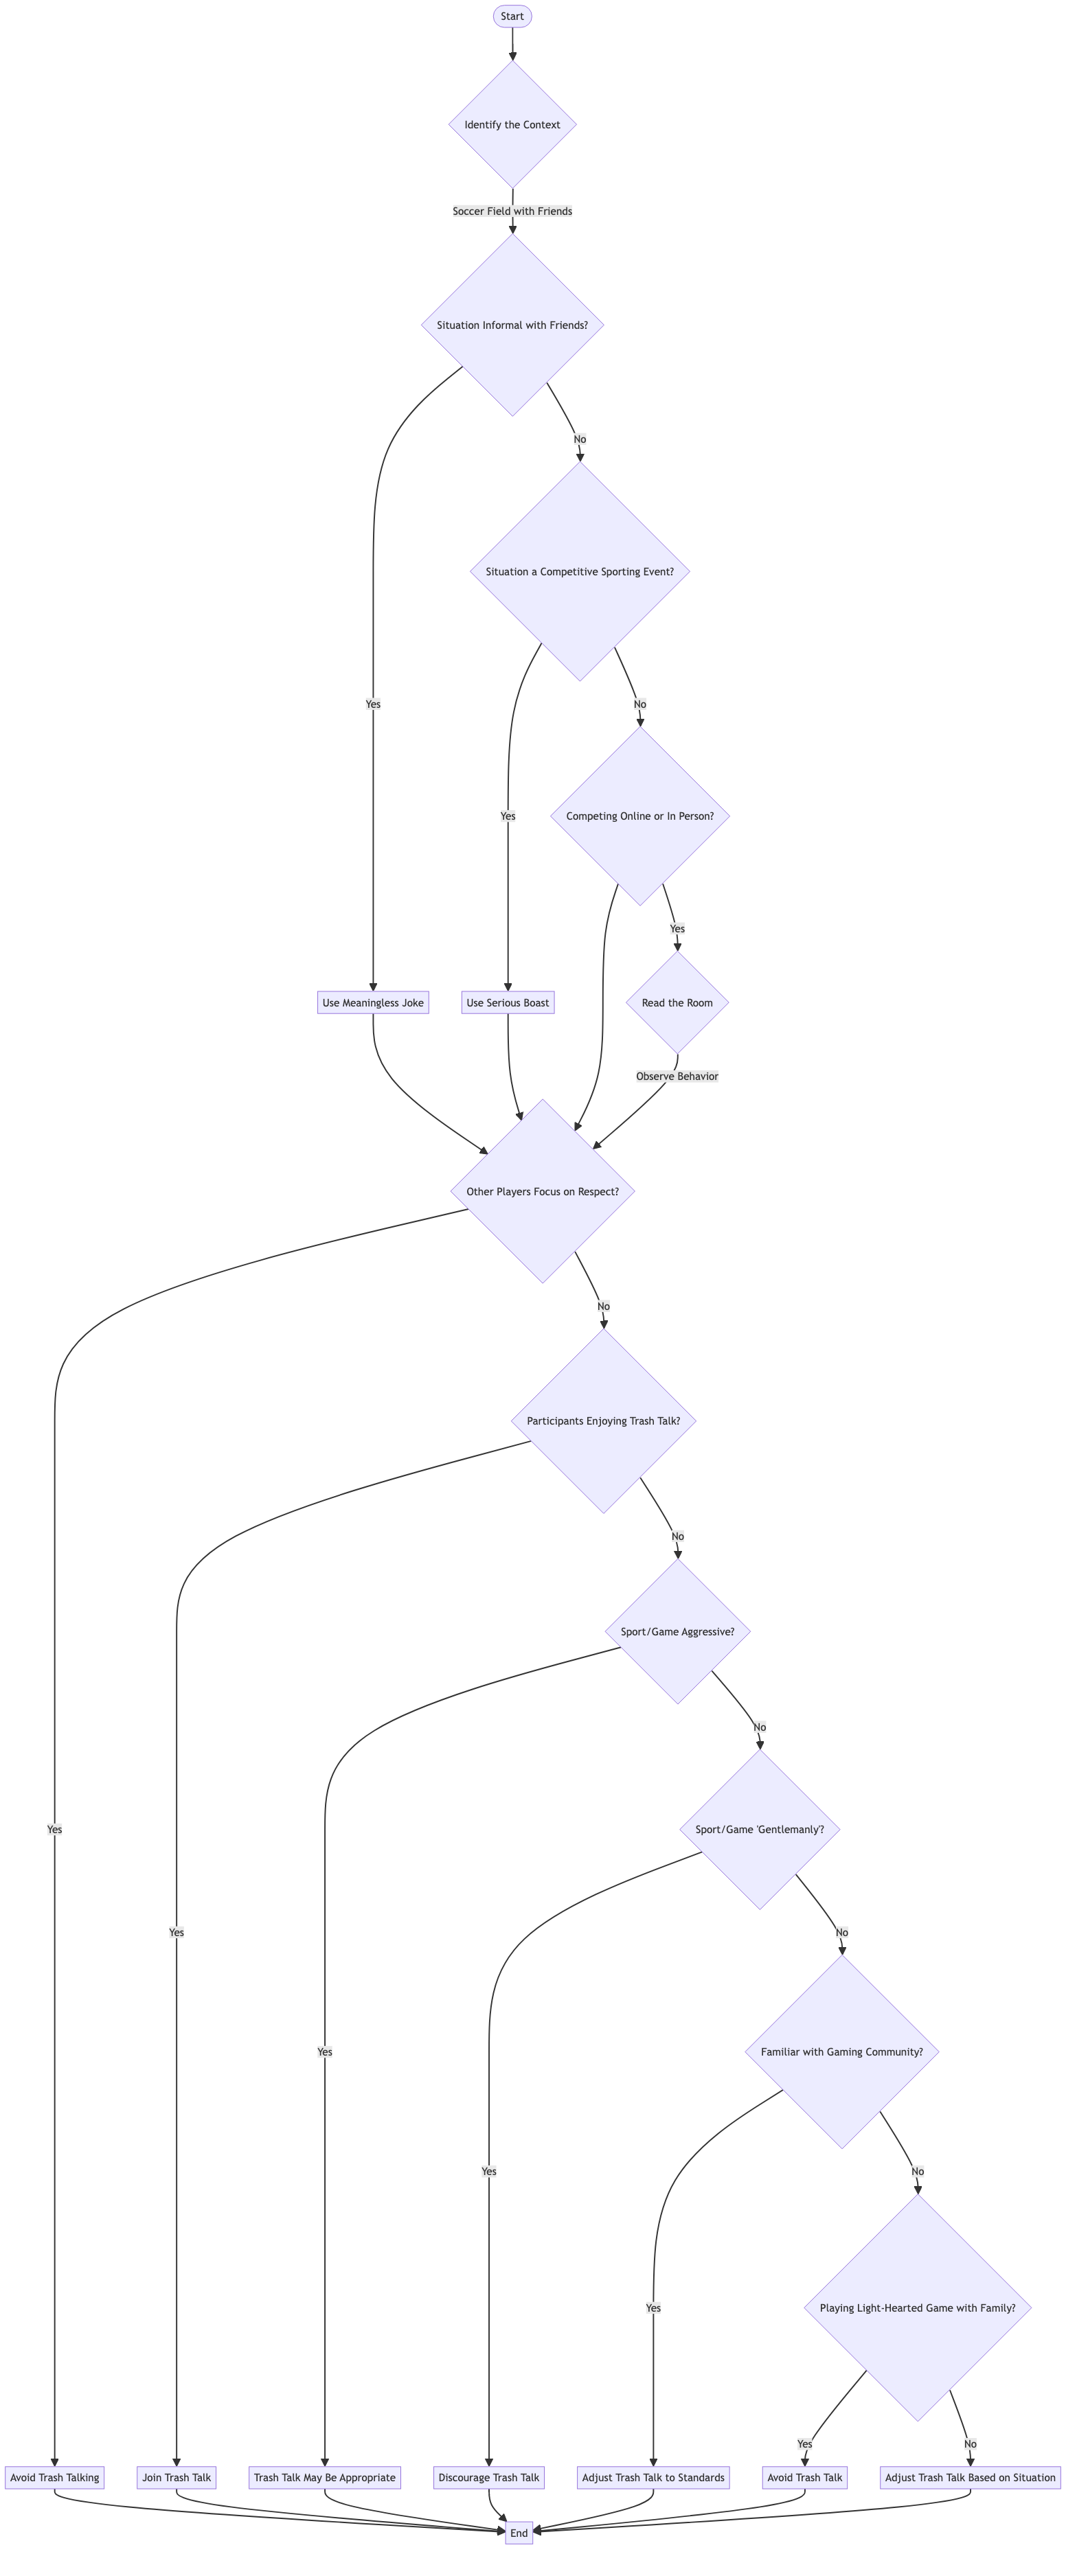 Start
Identify the Context
Soccer Field with Friends
Situation Informal with Friends?
No
Situation a Competitive Sporting Event?
Yes
No
Yes
Competing Online or In Person?
Yes
Use Meaningless Joke
Use Serious Boast
Read the Room
Observe Behavior
Other Players Focus on Respect?
No
Participants Enjoying Trash Talk?
No
Sport/Game Aggressive?
No
Yes
Sport/Game 'Gentlemanly'?
Yes
No
Yes
Familiar with Gaming Community?
Yes
No
Yes
Playing Light-Hearted Game with Family?
Yes
No
Avoid Trash Talking
Join Trash Talk
Trash Talk May Be Appropriate
Discourage Trash Talk
Adjust Trash Talk to Standards
Avoid Trash Talk
Adjust Trash Talk Based on Situation
End